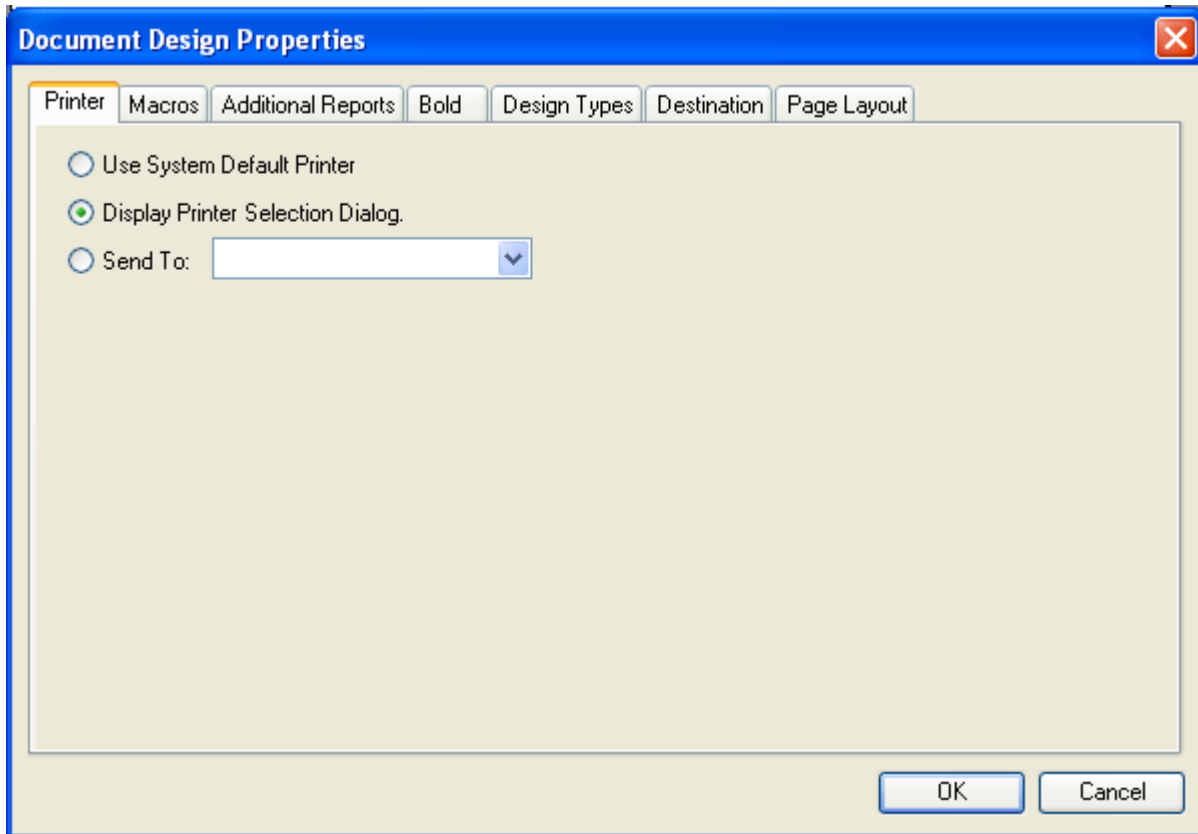 Document Design Properties
Printer Macros Additional Reports Bold Design Types Destination Page Layout
Use System Default Printer
Display Printer Selection Dialog.
Send To:
OK Cancel